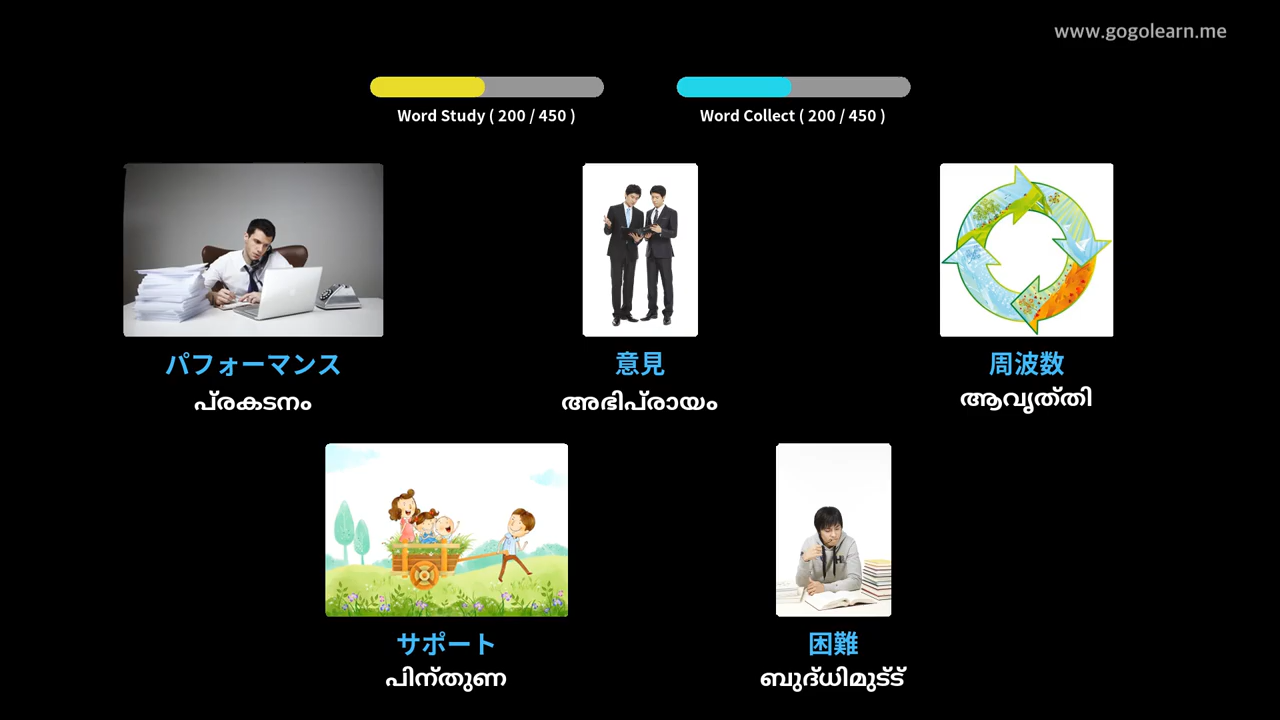 www.gogolearn.me
Word Study ( 200 / 450 )
Word Collect ( 200 / 450 )
パフォーマンス
പ്രകടനം
意見
അഭിപ്രായം
周波数
ആവൃത്തി
サポート
പിന്തുണ
困難
ബുദ്ധിമുട്ട്